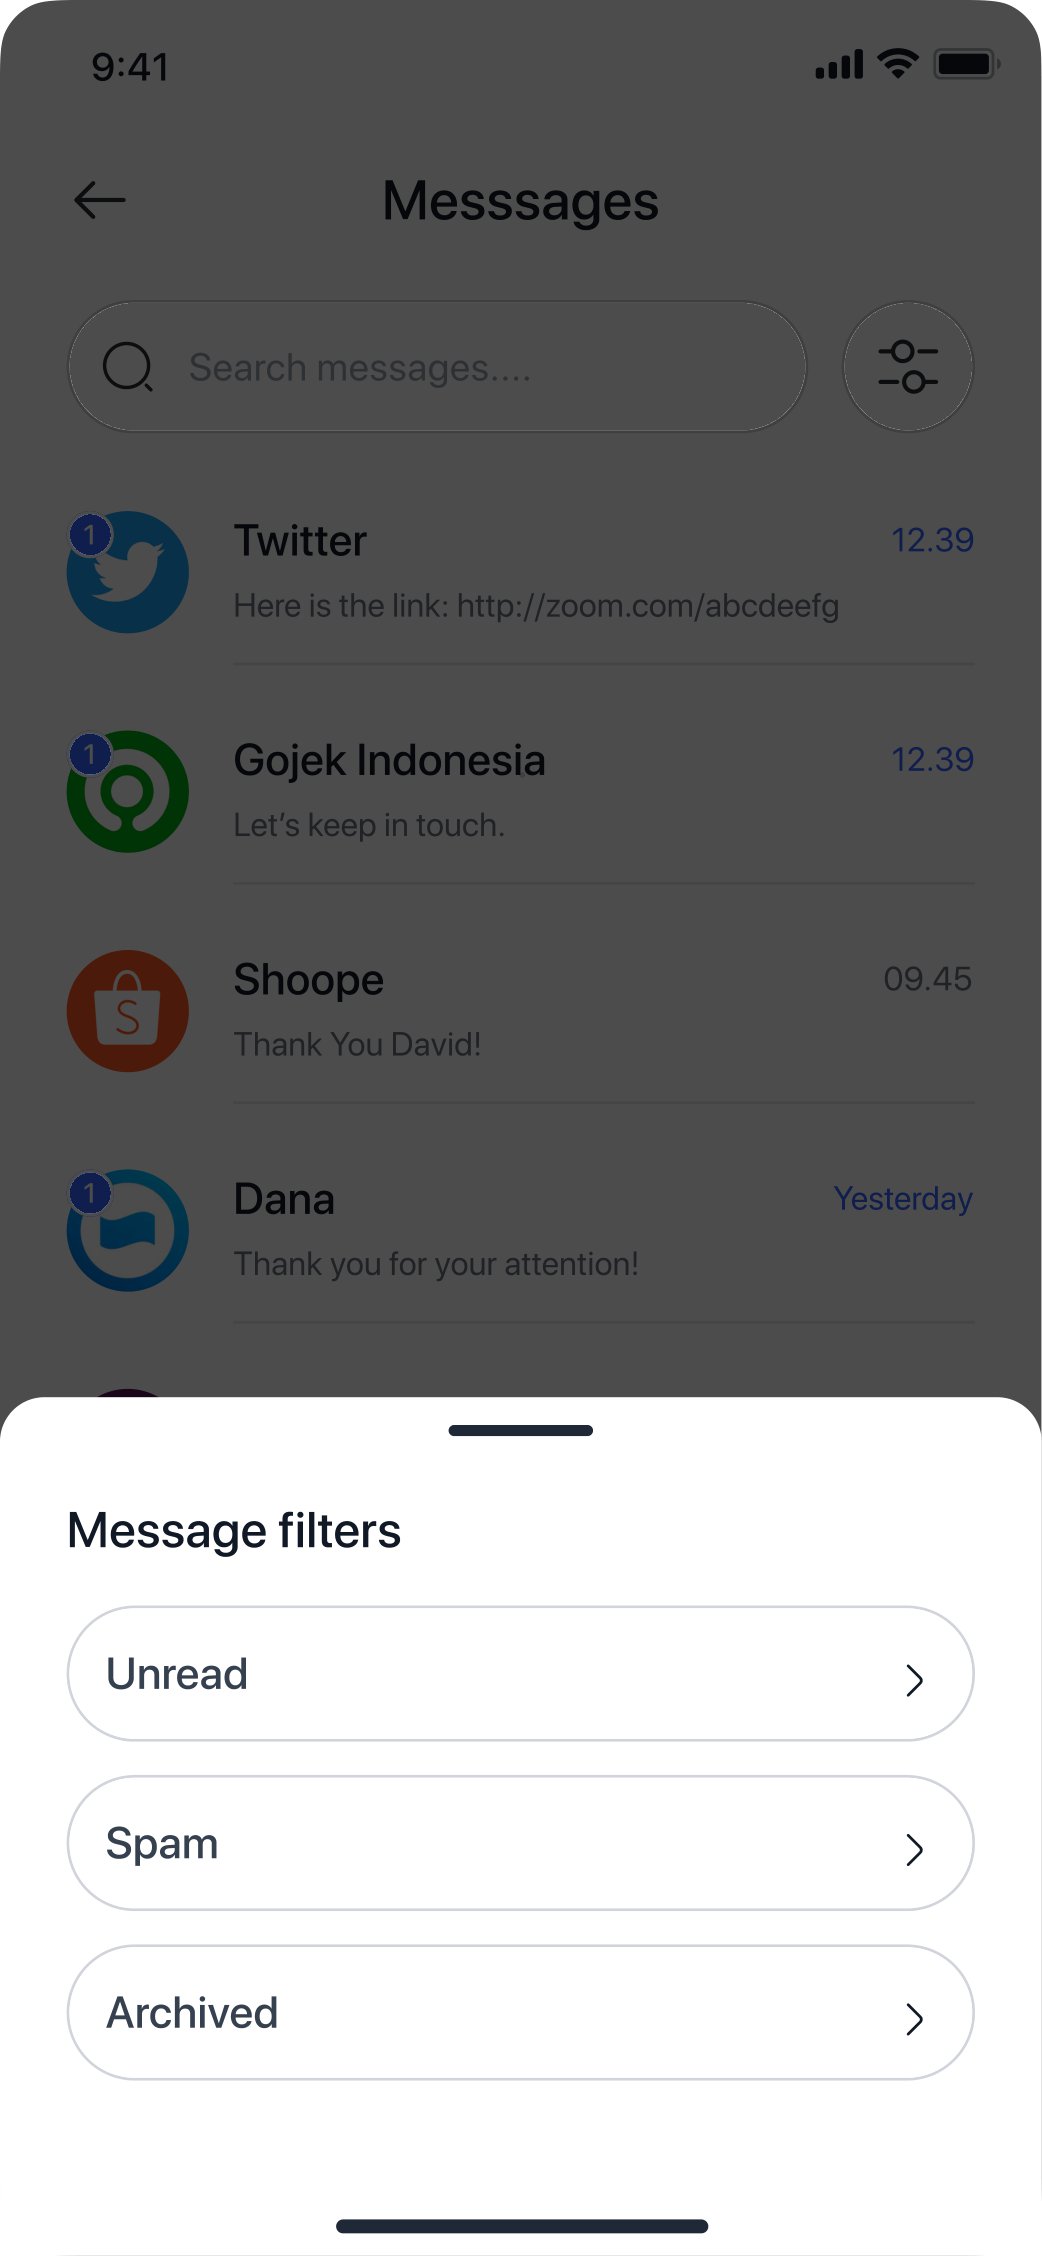 9:41
Messsages
Search messages....
1
Twitter
12.39
Here is the link: http://zoom.com/abcdeefg
1
Gojek Indonesia
12.39
Let's keep in touch.
S
Shoope
09.45
Thank You David!
1
Dana
Yesterday
Thank you for your attention!
Message filters
Unread
Spam
Archived